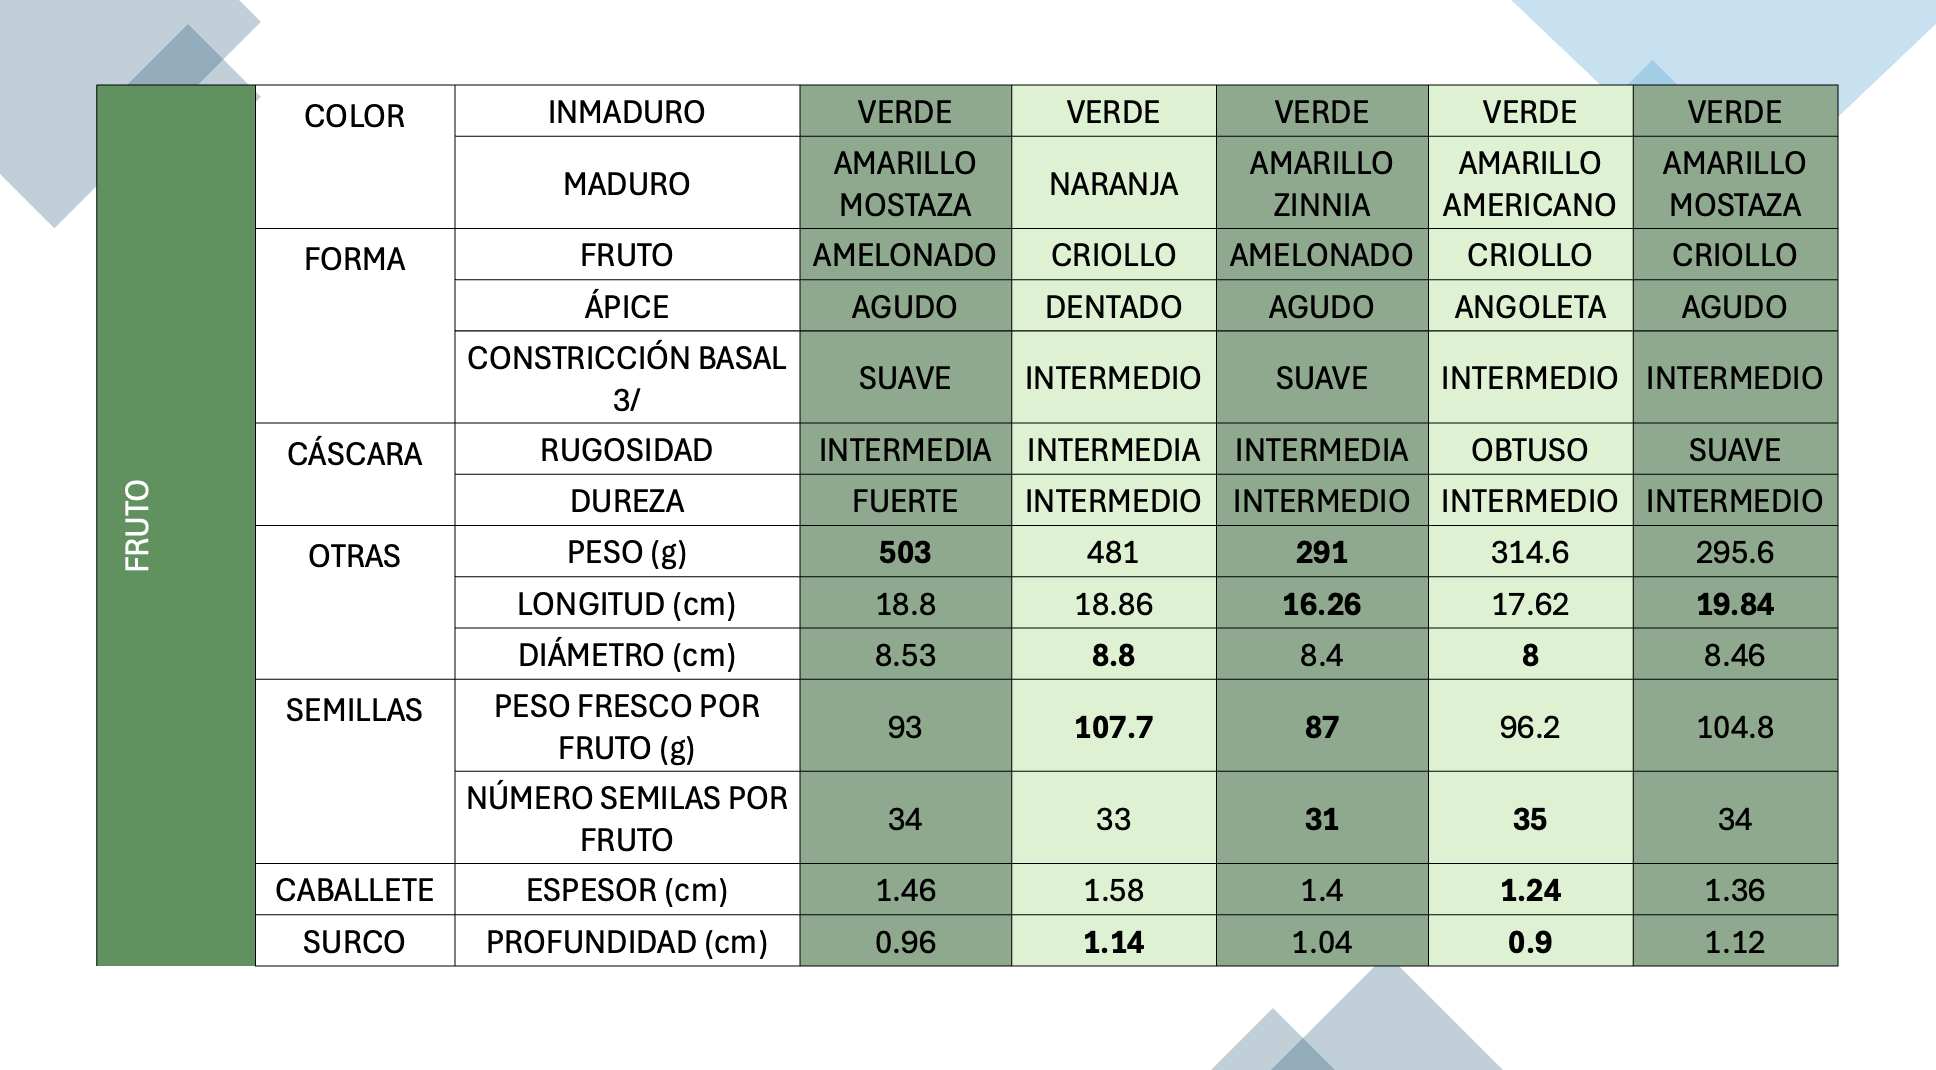 FRUTO
COLOR
INMADURO
VERDE
VERDE
VERDE
VERDE
VERDE
MADURO
AMARILLO
MOSTAZA
NARANJA
AMARILLO
ZINNIA
AMARILLO
AMERICANO
AMARILLO
MOSTAZA
FORMA
FRUTO
AMELONADO
CRIOLLO
AMELONADO
CRIOLLO
CRIOLLO
ÁPICE
AGUDO
DENTADO
AGUDO
ANGOLETA
AGUDO
CONSTRICCIÓN BASAL
3/
SUAVE
INTERMEDIO
SUAVE
INTERMEDIO
INTERMEDIO
CÁSCARA
RUGOSIDAD
INTERMEDIA
INTERMEDIA
INTERMEDIA
OBTUSO
SUAVE
DUREZA
FUERTE
INTERMEDIO
INTERMEDIO
INTERMEDIO
INTERMEDIO
OTRAS
PESO (g)
503
481
291
314.6
295.6
LONGITUD (cm)
18.8
18.86
16.26
17.62
19.84
DIÁMETRO (cm)
8.53
8.8
8.4
8
8.46
SEMILLAS
PESO FRESCO POR
FRUTO (g)
93
107.7
87
96.2
104.8
NÚMERO SEMILAS POR
FRUTO
34
33
31
35
34
CABALLETE
ESPESOR (cm)
1.46
1.58
1.4
1.24
1.36
SURCO
PROFUNDIDAD (cm)
0.96
1.14
1.04
0.9
1.12